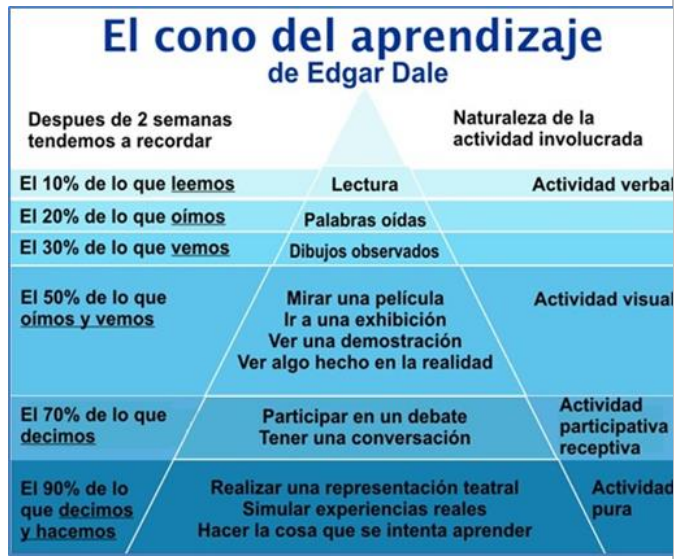 El cono del aprendizaje
de Edgar Dale
Despues de 2 semanas
tendemos a recordar
Naturaleza de la
actividad involucrada
El 10% de lo que leemos
Lectura
Actividad verbal
El 20% de lo que oímos
Palabras oídas
El 30% de lo que vemos
Dibujos observados
El 50% de lo que
oímos y vemos
Mirar una película
Ir a una exhibición
Ver una demostración
Ver algo hecho en la realidad
Actividad visual
El 70% de lo que
decimos
Participar en un debate
Tener una conversación
Actividad
participativa
receptiva
El 90% de lo
que decimos
y hacemos
Realizar una representación teatral
Simular experiencias reales
Hacer la cosa que se intenta aprender
Actividad
pura